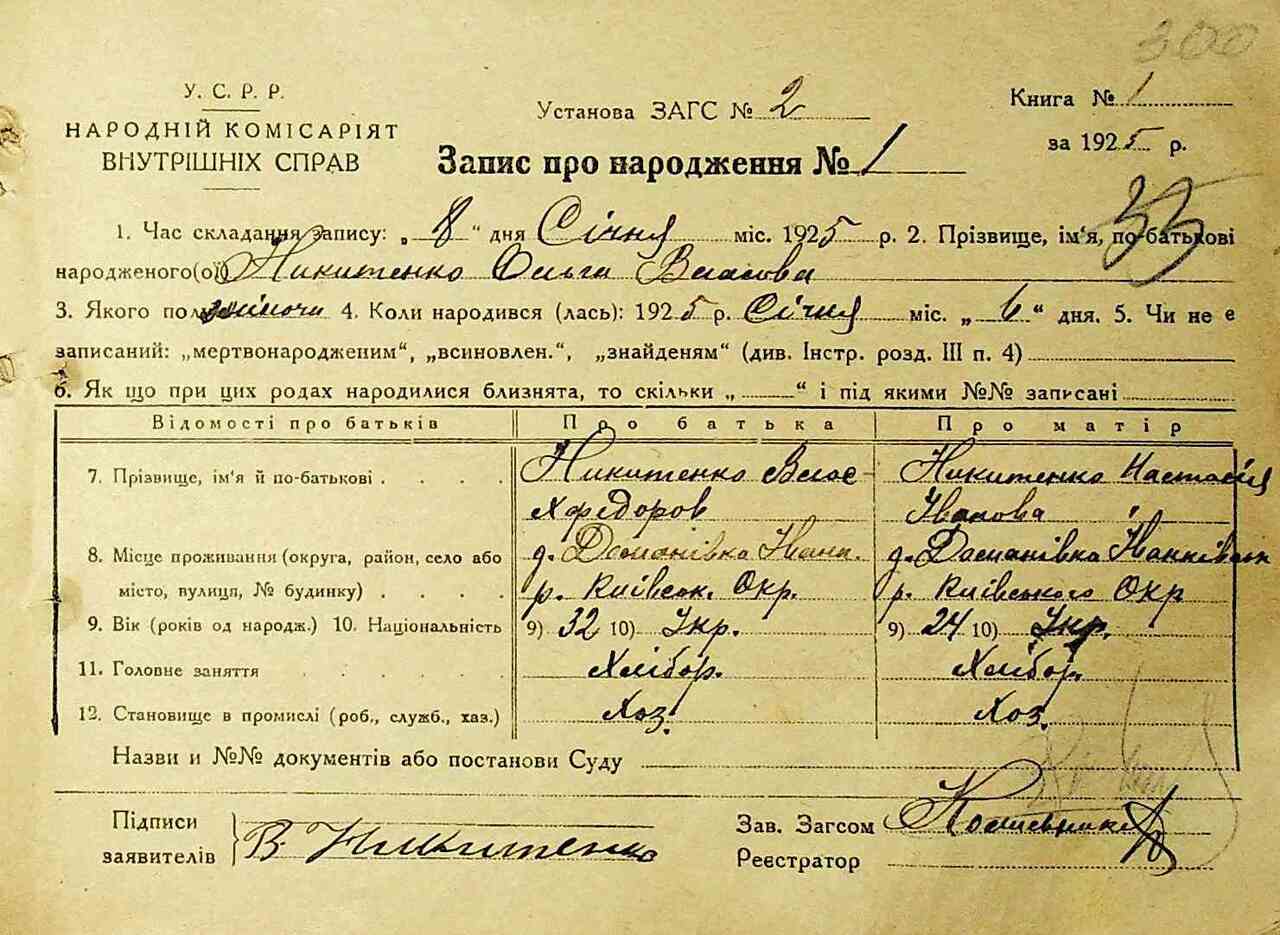 300
У. С. Р. Р.
НАРОДНІЙ КОМІСАРІЯТ
ВНУТРІШНІХ СПРАВ
Установа ЗАГС № 2
Книга № 1
за 1925 р.
Запис про народження № 1
33
1. Час складання запису: „ 8 “ дня Січня міс. 1925 р. 2. Прізвище, ім'я, по-батькові
народженого(ої) Никитенко Ольга Власова
3. Якого полу жіночи 4. Коли народився (лась): 1925 р. Січня міс. „ 6 “ дня. 5. Чи не є
записаний: „мертвонародженим“, „всиновлен.“, „знайденям“ (див. Інстр. розд. III п. 4)
6. Як що при цих родах народилися близнята, то скільки „ “ і під якими №№ записані
Відомості про батьків Про батька Про матір
7. Прізвище, ім'я й по-батькові Никитенко Влас Никитенко Настасія
Хфедоров Іванова
8. Місце проживання (округа, район, село або д. Доманівка Іванк. д. Доманівка Іванківськ
місто, вулиця, № будинку) р. Київськ. Окр. р. Київського Окр
9. Вік (років од народж.) 10. Національність 9) 32 10) Укр. 9) 24 10) Укр.
11. Головне заняття Хлібор. Хлібор.
12. Становище в промислі (роб., служб., хаз.) Хоз. Хоз.
Назви и №№ документів або постанови Суду
Підписи
заявителів В. Никитенко
Зав. Загсом
Реєстратор